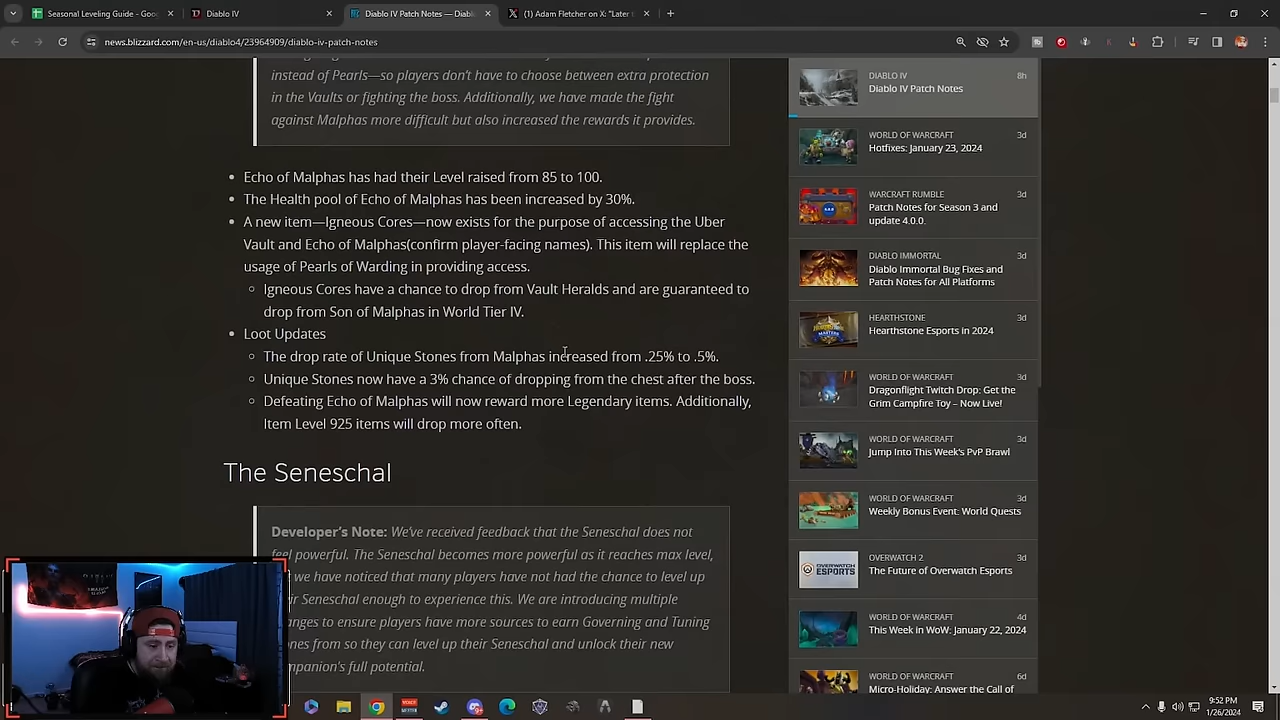 Seasonal Leveling Guide - Goo
Diablo IV
Diablo IV Patch Notes — Diab
(1) Adam Fletcher on X: "Later t
news.blizzard.com/en-us/diablo4/23964909/diablo-iv-patch-notes
instead of Pearls—so players don't have to choose between extra protection
in the Vaults or fighting the boss. Additionally, we have made the fight
against Malphas more difficult but also increased the rewards it provides.
Echo of Malphas has had their Level raised from 85 to 100.
The Health pool of Echo of Malphas has been increased by 30%.
A new item—Igneous Cores—now exists for the purpose of accessing the Uber
Vault and Echo of Malphas(confirm player-facing names). This item will replace the
usage of Pearls of Warding in providing access.
Igneous Cores have a chance to drop from Vault Heralds and are guaranteed to
drop from Son of Malphas in World Tier IV.
Loot Updates
The drop rate of Unique Stones from Malphas increased from .25% to .5%.
Unique Stones now have a 3% chance of dropping from the chest after the boss.
Defeating Echo of Malphas will now reward more Legendary items. Additionally,
Item Level 925 items will drop more often.
The Seneschal
Developer's Note: We've received feedback that the Seneschal does not
feel powerful. The Seneschal becomes more powerful as it reaches max level,
we have noticed that many players have not had the chance to level up
Seneschal enough to experience this. We are introducing multiple
anges to ensure players have more sources to earn Governing and Tuning
nes from so they can level up their Seneschal and unlock their new
mpanion's full potential.
DIABLO IV 8h
Diablo IV Patch Notes
WORLD OF WARCRAFT 3d
Hotfixes: January 23, 2024
WARCRAFT RUMBLE 3d
Patch Notes for Season 3 and
update 4.0.0.
DIABLO IMMORTAL 3d
Diablo Immortal Bug Fixes and
Patch Notes for All Platforms
HEARTHSTONE 3d
Hearthstone Esports in 2024
WORLD OF WARCRAFT 3d
Dragonflight Twitch Drop: Get the
Grim Campfire Toy – Now Live!
WORLD OF WARCRAFT 3d
Jump Into This Week's PvP Brawl
WORLD OF WARCRAFT 3d
Weekly Bonus Event: World Quests
OVERWATCH 2 3d
The Future of Overwatch Esports
OVERWATCH
ESPORTS
WORLD OF WARCRAFT 4d
This Week in WoW: January 22, 2024
WORLD OF WARCRAFT 6d
Micro-Holiday: Answer the Call of
9:52 PM
1/26/2024